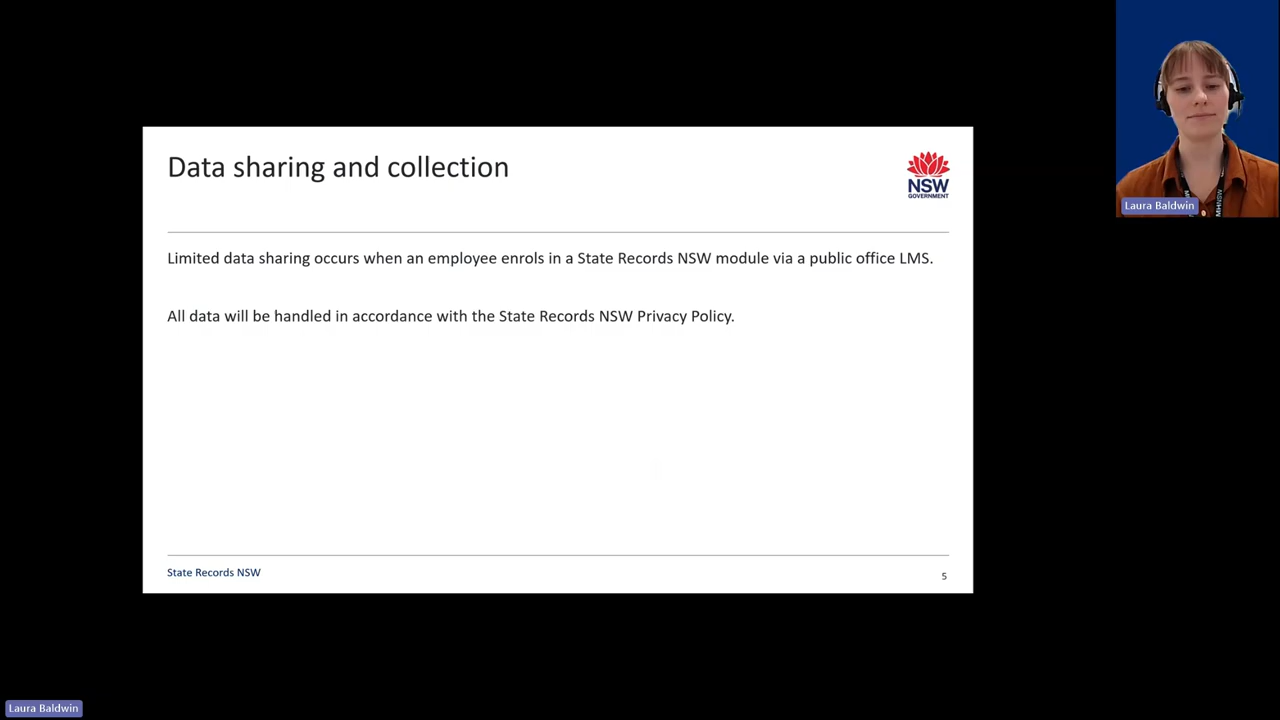 Data sharing and collection
NSW
GOVERNMENT
Limited data sharing occurs when an employee enrols in a State Records NSW module via a public office LMS.
All data will be handled in accordance with the State Records NSW Privacy Policy.
State Records NSW
5
Laura Baldwin
Laura Baldwin